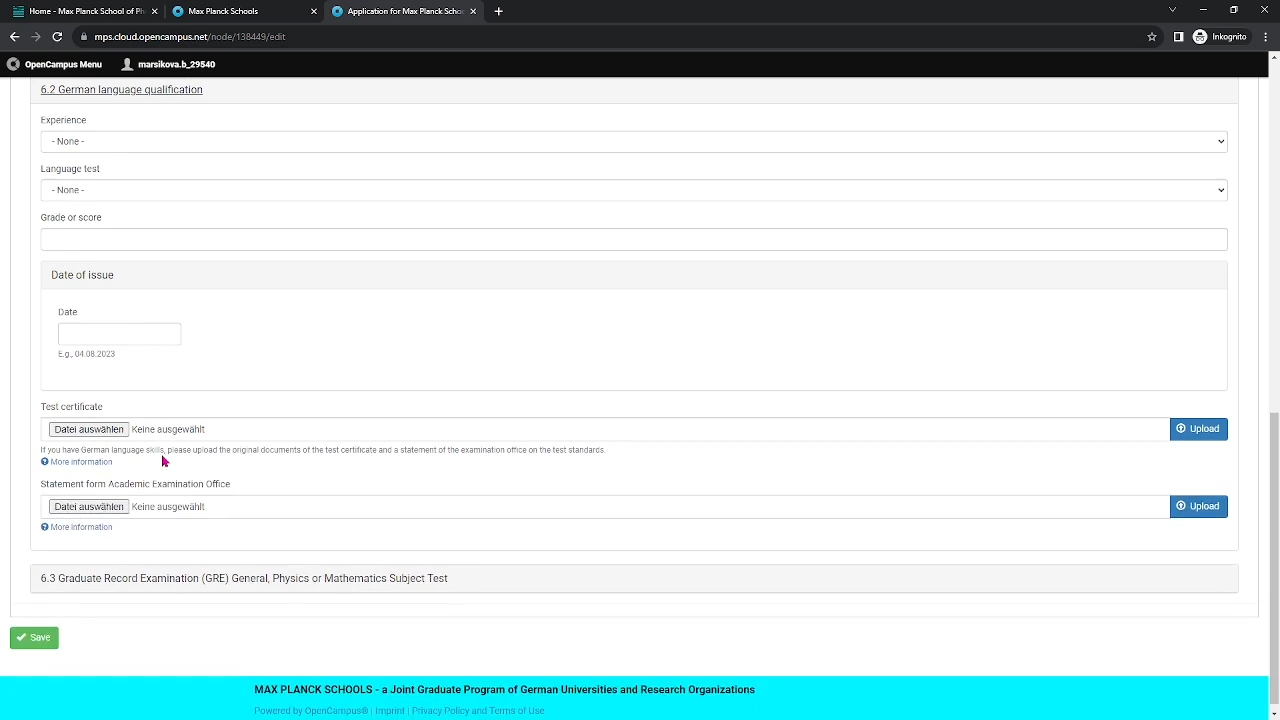 Home - Max Planck School of Ph
Max Planck Schools
Application for Max Planck Schoo
mps.cloud.opencampus.net/node/138449/edit
Inkognito
OpenCampus Menu
marsikova.b_29540
6.2 German language qualification
Experience
- None -
Language test
- None -
Grade or score
Date of issue
Date
E.g., 04.08.2023
Test certificate
Datei auswählen Keine ausgewählt
Upload
If you have German language skills, please upload the original documents of the test certificate and a statement of the examination office on the test standards.
More information
Statement form Academic Examination Office
Datei auswählen Keine ausgewählt
Upload
More information
6.3 Graduate Record Examination (GRE) General, Physics or Mathematics Subject Test
Save
MAX PLANCK SCHOOLS - a Joint Graduate Program of German Universities and Research Organizations
Powered by OpenCampus® | Imprint | Privacy Policy and Terms of Use